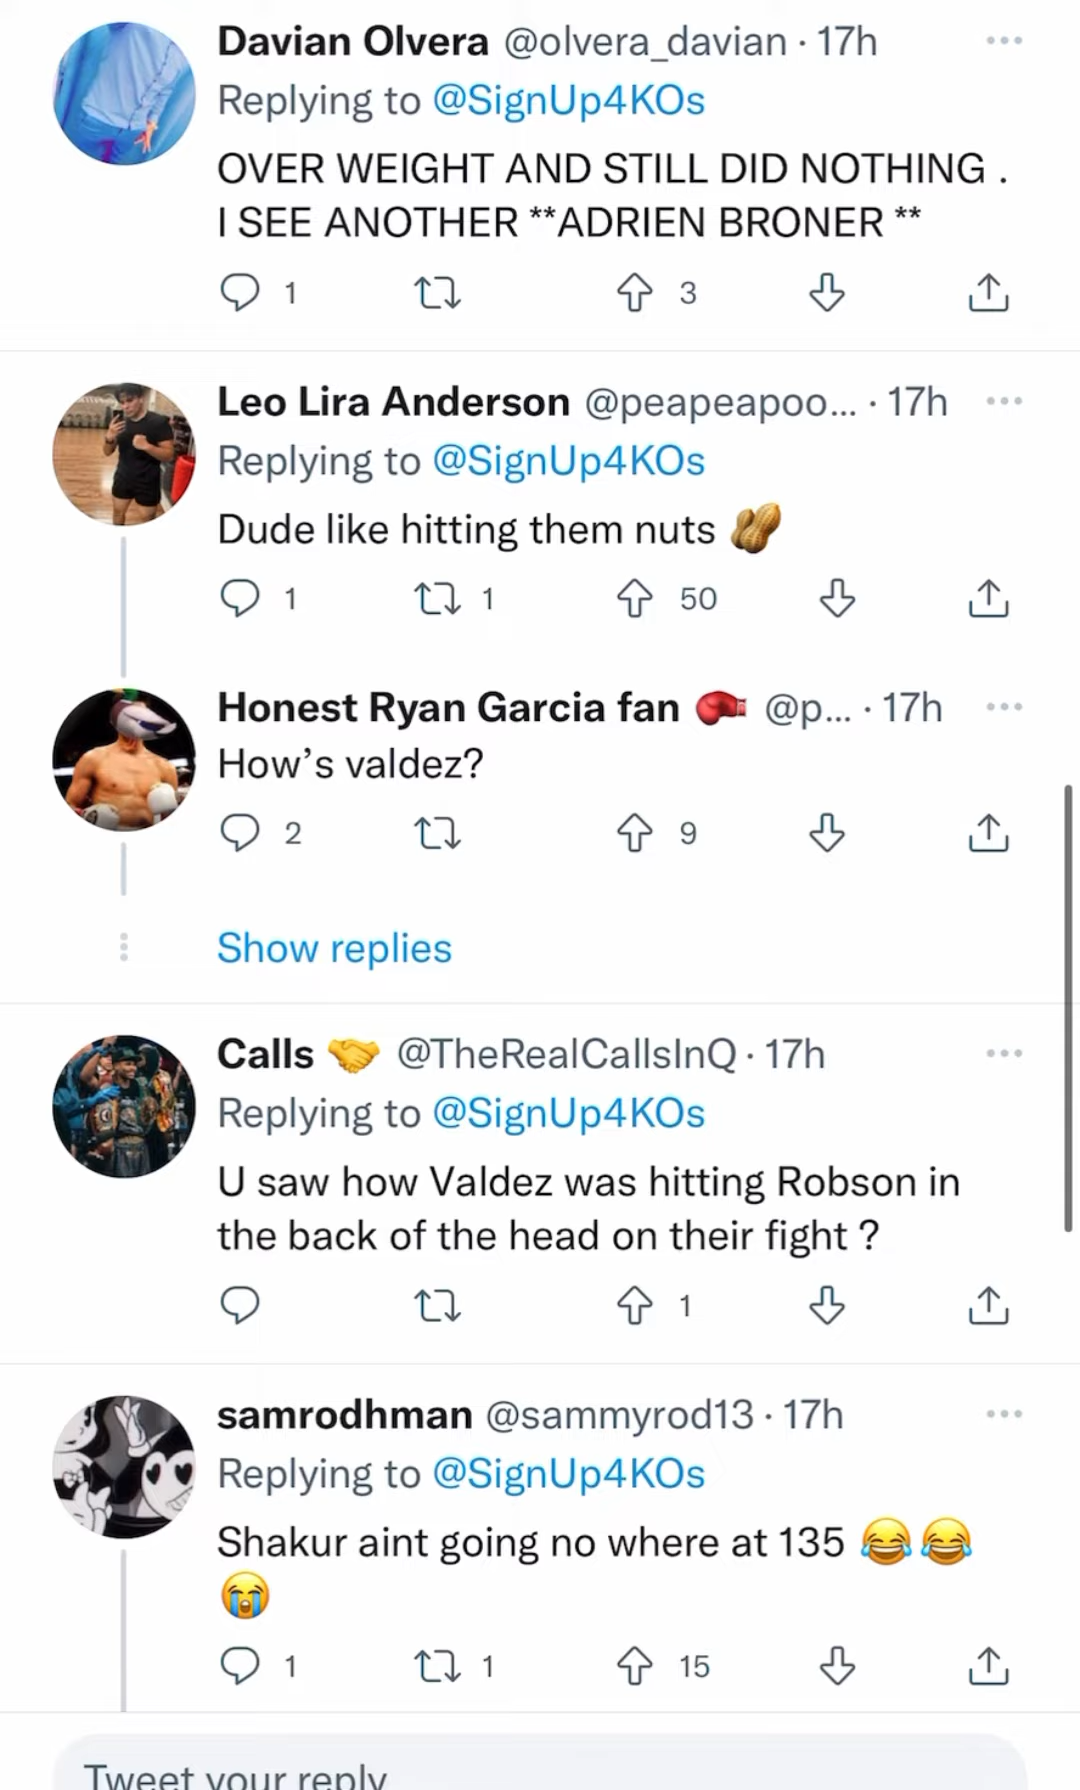 Davian Olvera @olvera_davian · 17h
Replying to @SignUp4KOs
OVER WEIGHT AND STILL DID NOTHING .
I SEE ANOTHER **ADRIEN BRONER **
1 3
Leo Lira Anderson @peapeapoo... · 17h
Replying to @SignUp4KOs
Dude like hitting them nuts 🥜
1 1 50
Honest Ryan Garcia fan 🥊 @p... · 17h
How’s valdez?
2 9
Show replies
Calls 🤝 @TheRealCallsInQ · 17h
Replying to @SignUp4KOs
U saw how Valdez was hitting Robson in
the back of the head on their fight ?
1
samrodhman @sammyrod13 · 17h
Replying to @SignUp4KOs
Shakur aint going no where at 135 😂😂
😭
1 1 15
Tweet your reply